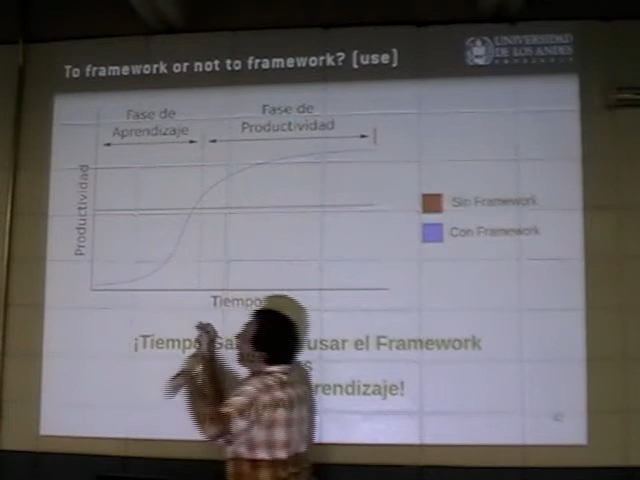 To framework or not to framework? (use)
UNIVERSIDAD
DE LOS ANDES
VENEZUELA
Fase de
Aprendizaje
Fase de
Productividad
Productividad
Sin Framework
Con Framework
Tiempo
¡Tiempo usar el Framework
rendizaje!